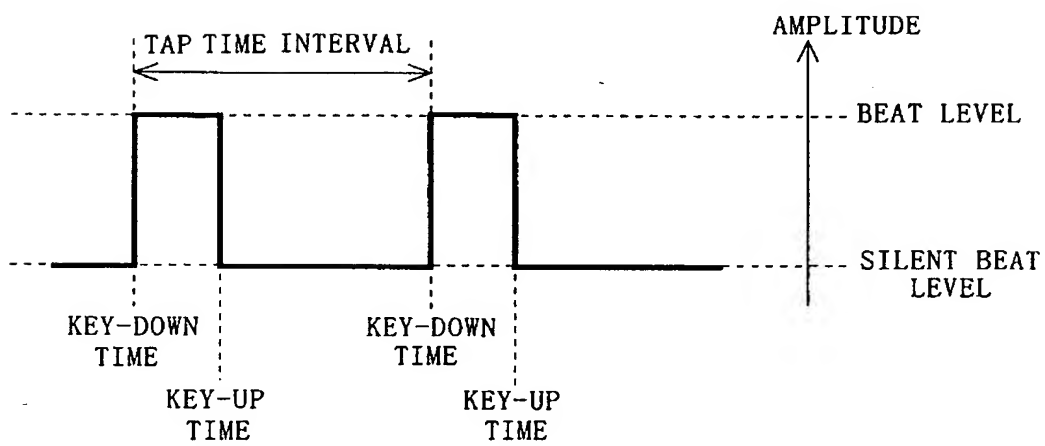 AMPLITUDE
TAP TIME INTERVAL
BEAT LEVEL
SILENT BEAT
LEVEL
KEY-DOWN
TIME
KEY-DOWN
TIME
KEY-UP
TIME
KEY-UP
TIME